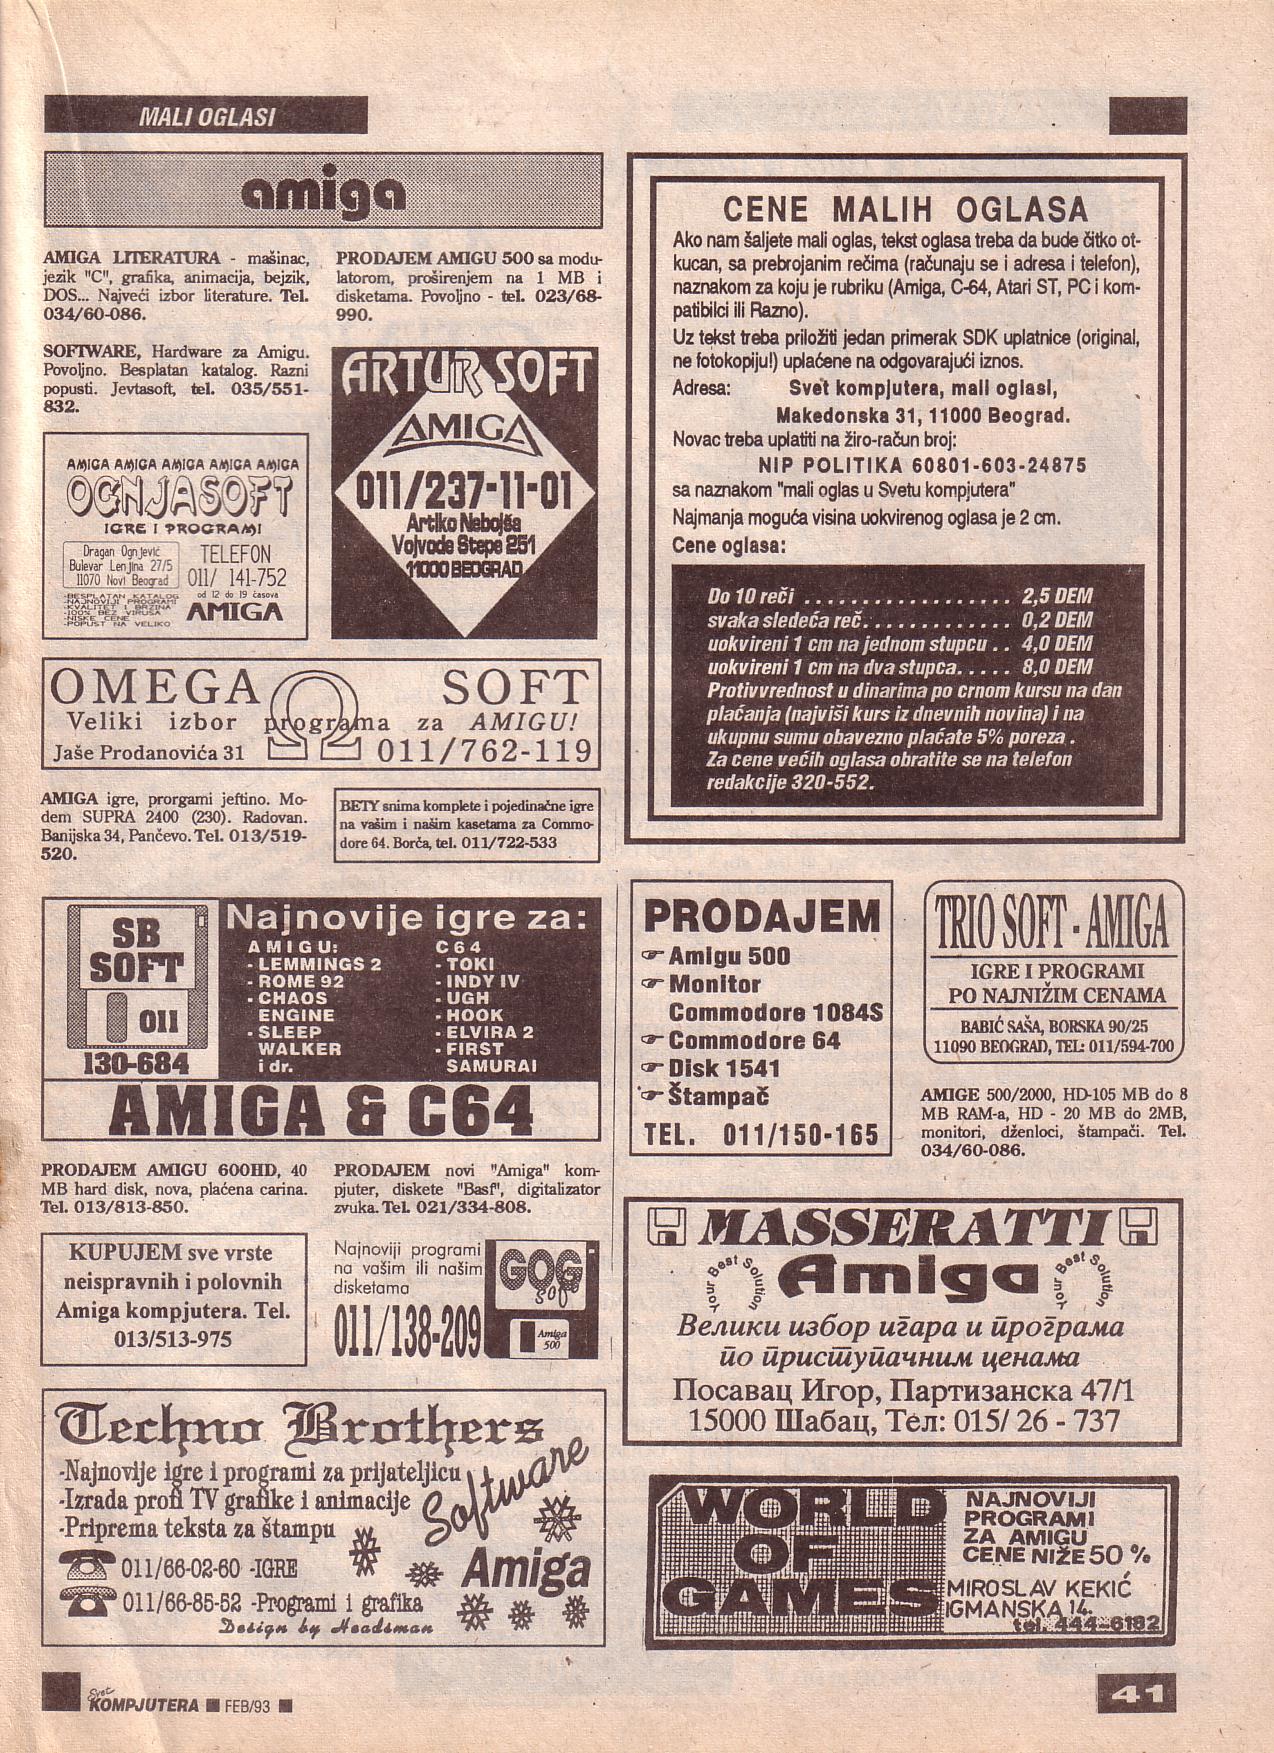 MALI OGLASI
amiga
AMIGA LITERATURA - mašinac,
jezik "C", grafika, animacija, bejzik,
DOS... Najveći izbor literature. Tel.
034/60-086.
SOFTWARE, Hardware za Amigu.
Povoljno. Besplatan katalog. Razni
popusti. Jevtasoft, tel. 035/551-
832.
PRODAJEM AMIGU 500 sa modu-
latorom, proširenjem na 1 MB i
disketama. Povoljno - tel. 023/68-
990.
AMIGA AMIGA AMIGA AMIGA AMIGA
OGNJASOFT
IGRE I PROGRAMI
Dragan Ognjević
Bulevar Lenjina 27/5
11070 Novi Beograd
TELEFON
011/ 141-752
od 12 do 19 časova
-BESPLATAN KATALOG
-NAJNOVIJI PROGRAMI
-KVALITET I BRZINA
-100% BEZ VIRUSA
-NISKE CENE
-POPUST NA VELIKO
AMIGA
ARTUR SOFT
AMIGA
011/237-11-01
Artiko Nebojša
Vojvode Stepe 251
11000 BEOGRAD
OMEGA SOFT
Veliki izbor programa za AMIGU!
Jaše Prodanovića 31 011/762-119
AMIGA igre, prorgami jeftino. Mo-
dem SUPRA 2400 (230). Radovan.
Banijska 34, Pančevo. Tel. 013/519-
520.
BETY snima komplete i pojedinačne igre
na vašim i našim kasetama za Commo-
dore 64. Borča, tel. 011/722-533
SB
SOFT
011
130-684
Najnovije igre za:
AMIGU:
- LEMMINGS 2
- ROME 92
- CHAOS
ENGINE
- SLEEP
WALKER
i dr.
C64
- TOKI
- INDY IV
- UGH
- HOOK
- ELVIRA 2
- FIRST
SAMURAI
AMIGA & C64
PRODAJEM AMIGU 600HD, 40
MB hard disk, nova, plaćena carina.
Tel. 013/813-850.
PRODAJEM novi "Amiga" kom-
pjuter, diskete "Basf", digitalizator
zvuka. Tel. 021/334-808.
KUPUJEM sve vrste
neispravnih i polovnih
Amiga kompjutera. Tel.
013/513-975
Najnoviji programi
na vašim ili našim
disketama
011/138-209
GOG
soft
Amiga
500
Techno Brothers
Software
-Najnovije igre i programi za prijateljicu
-Izrada profi TV grafike i animacije
-Priprema teksta za štampu
011/66-02-60 -IGRE
011/66-85-52 -Programi i grafika
Amiga
Design by Headsman
CENE MALIH OGLASA
Ako nam šaljete mali oglas, tekst oglasa treba da bude čitko ot-
kucan, sa prebrojanim rečima (računaju se i adresa i telefon),
naznakom za koju je rubriku (Amiga, C-64, Atari ST, PC i kom-
patibilci ili Razno).
Uz tekst treba priložiti jedan primerak SDK uplatnice (original,
ne fotokopiju!) uplaćene na odgovarajući iznos.
Adresa: Svet kompjutera, mali oglasi,
Makedonska 31, 11000 Beograd.
Novac treba uplatiti na žiro-račun broj:
NIP POLITIKA 60801-603-24875
sa naznakom "mali oglas u Svetu kompjutera"
Najmanja moguća visina uokvirenog oglasa je 2 cm.
Cene oglasa:
Do 10 reči .................. 2,5 DEM
svaka sledeća reč............. 0,2 DEM
uokvireni 1 cm na jednom stupcu .. 4,0 DEM
uokvireni 1 cm na dva stupca..... 8,0 DEM
Protivvrednost u dinarima po crnom kursu na dan
plaćanja (najviši kurs iz dnevnih novina) i na
ukupnu sumu obavezno plaćate 5% poreza .
Za cene većih oglasa obratite se na telefon
redakcije 320-552.
PRODAJEM
☞ Amigu 500
☞ Monitor
Commodore 1084S
☞ Commodore 64
☞ Disk 1541
☞ Štampač
TEL. 011/150-165
TRIO SOFT - AMIGA
IGRE I PROGRAMI
PO NAJNIŽIM CENAMA
BABIĆ SAŠA, BORSKA 90/25
11090 BEOGRAD, TEL: 011/594-700
AMIGE 500/2000, HD-105 MB do 8
MB RAM-a, HD - 20 MB do 2MB,
monitori, dženloci, štampači. Tel.
034/60-086.
MASSERATTI
Your Best Solution
Amiga
Your Best Solution
Велики избор игара и програма
по приступачним ценама
Посавац Игор, Партизанска 47/1
15000 Шабац, Тел: 015/ 26 - 737
WORLD
OF
GAMES
NAJNOVIJI
PROGRAMI
ZA AMIGU
CENE NIŽE 50 %
MIROSLAV KEKIĆ
IGMANSKA 14.
tel. 444-6182
Svet
KOMPJUTERA ■ FEB/93 ■
41